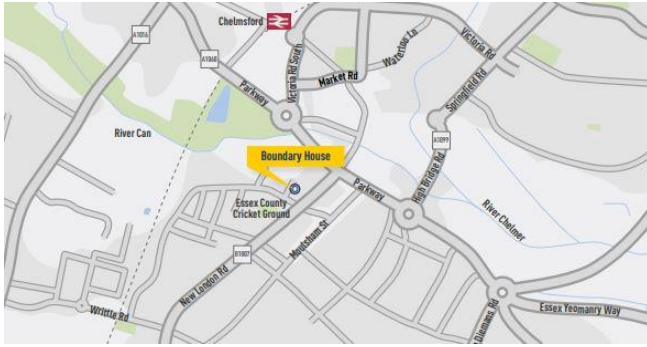 Chelmsford
A1016
A1060
Parkway
Victoria Rd South
Market Rd
Waterloo Ln
Victoria Rd
Springfield Rd
River Can
A1099
High Bridge Rd
Boundary House
Parkway
Essex County
Cricket Ground
River Chelmer
Moulsham St
B1007
New London Rd
Writtle Rd
Essex Yeomanry Way
Diemans Rd